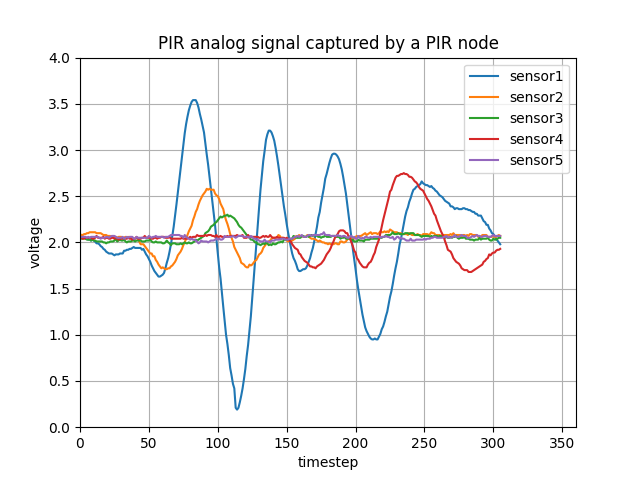 PIR analog signal captured by a PIR node
4.0
3.5
3.0
2.5
2.0
1.5
1.0
0.5
0.0
voltage
sensor1
sensor2
sensor3
sensor4
sensor5
0 50 100 150 200 250 300 350
timestep